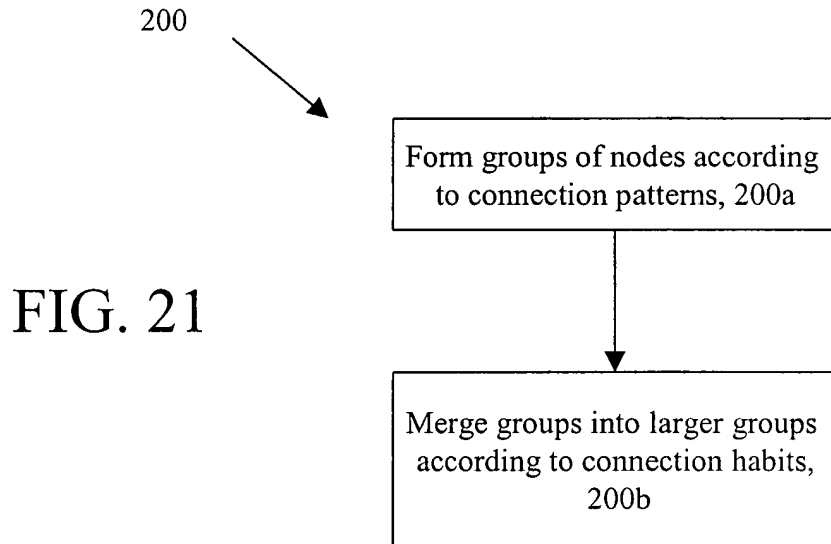 200
Form groups of nodes according
to connection patterns, 200a
FIG. 21
Merge groups into larger groups
according to connection habits,
200b